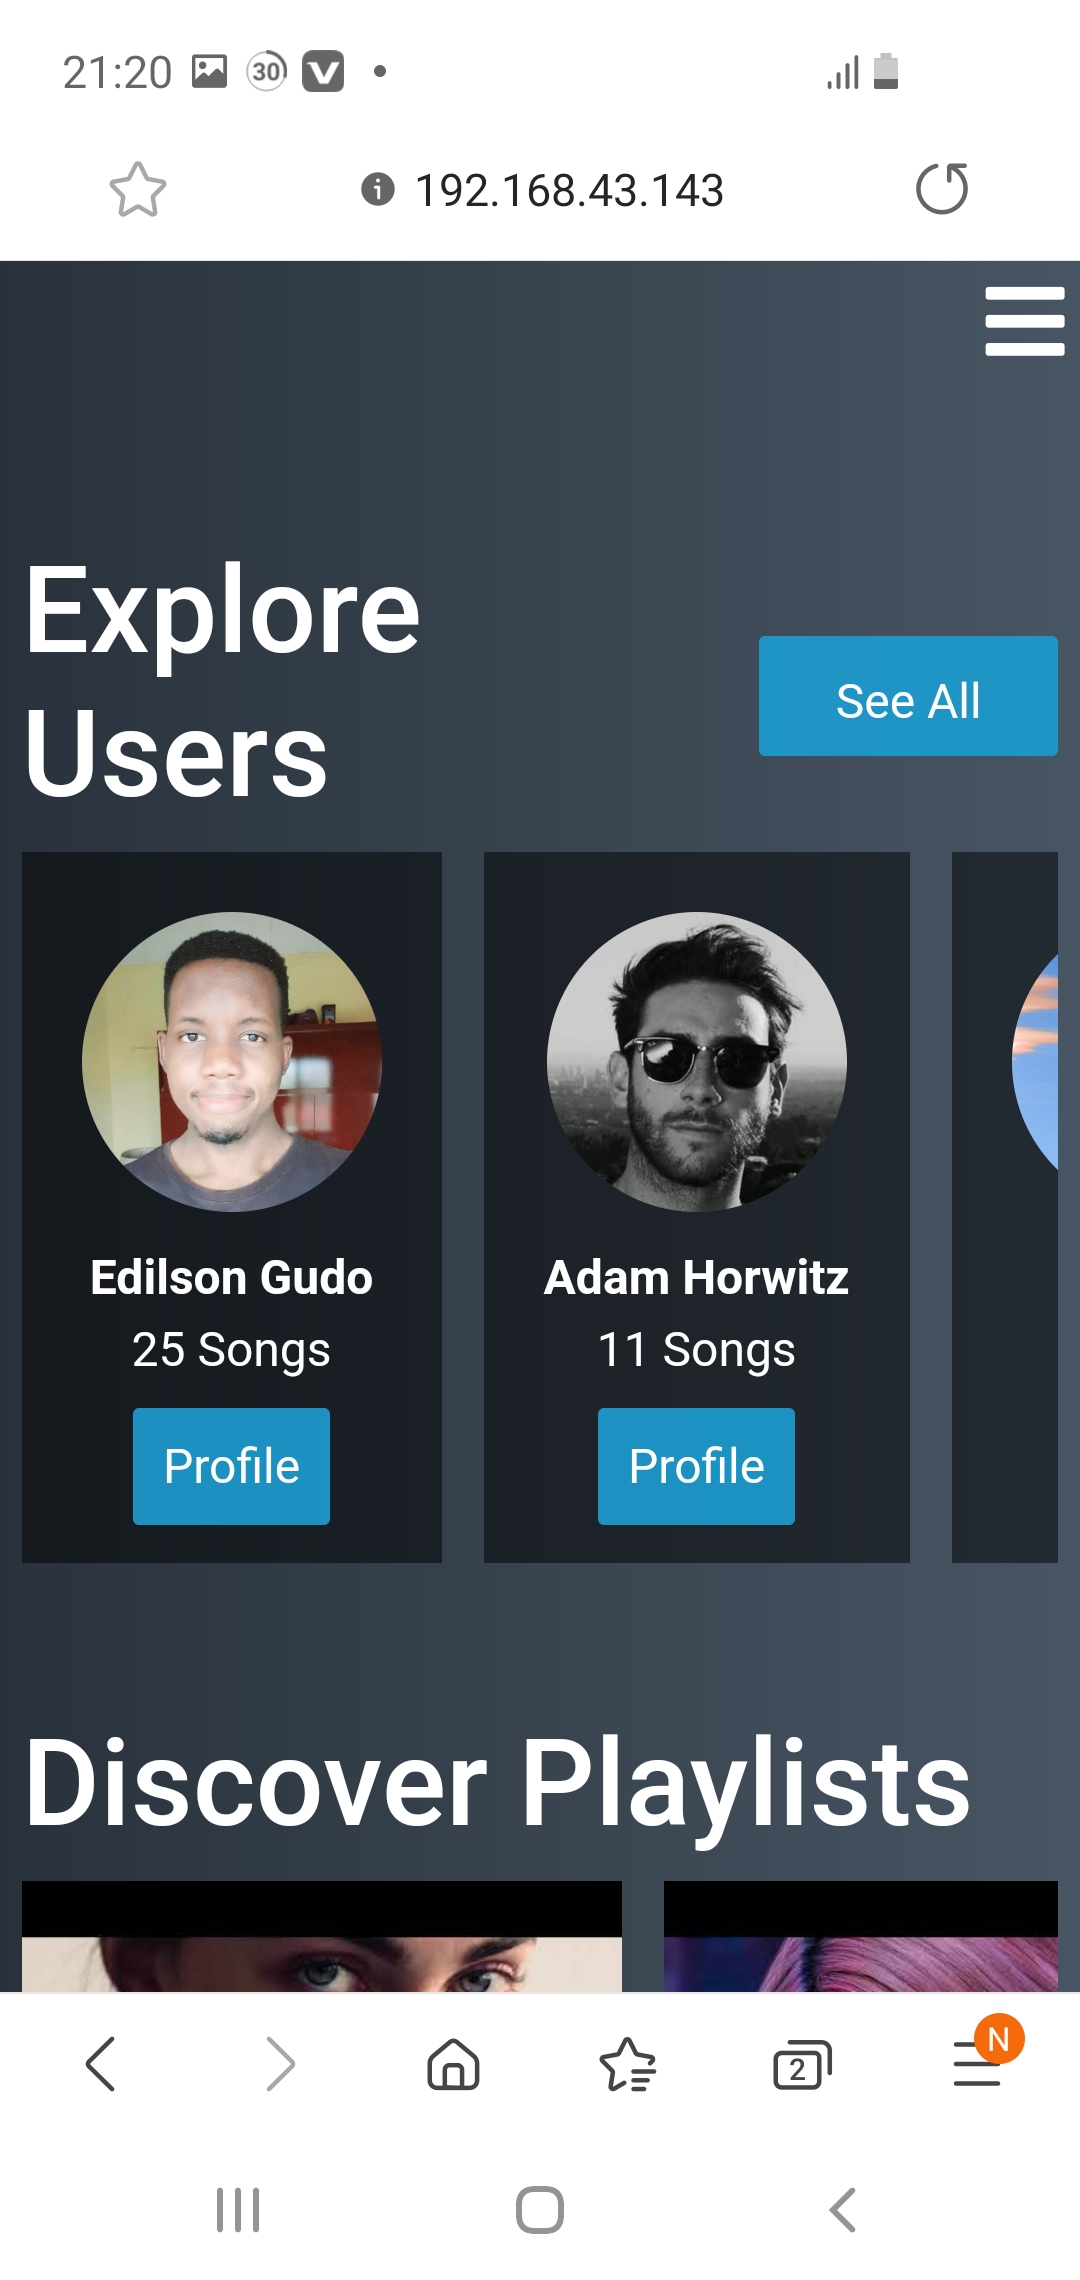 21:20 30 V
192.168.43.143
Explore
Users
See All
Edilson Gudo
Adam Horwitz
25 Songs
11 Songs
Profile
Profile
Discover Playlists
2
N